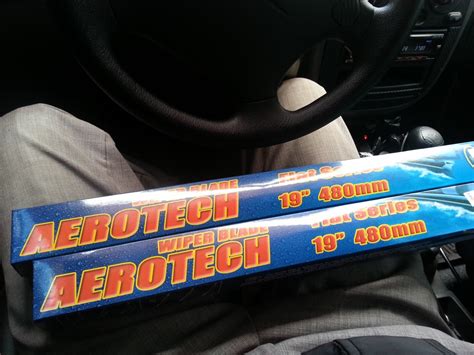 WIPER BLADE
AEROTECH
Flat Series
19" 480mm
WIPER BLADE
AEROTECH
Flat Series
19" 480mm